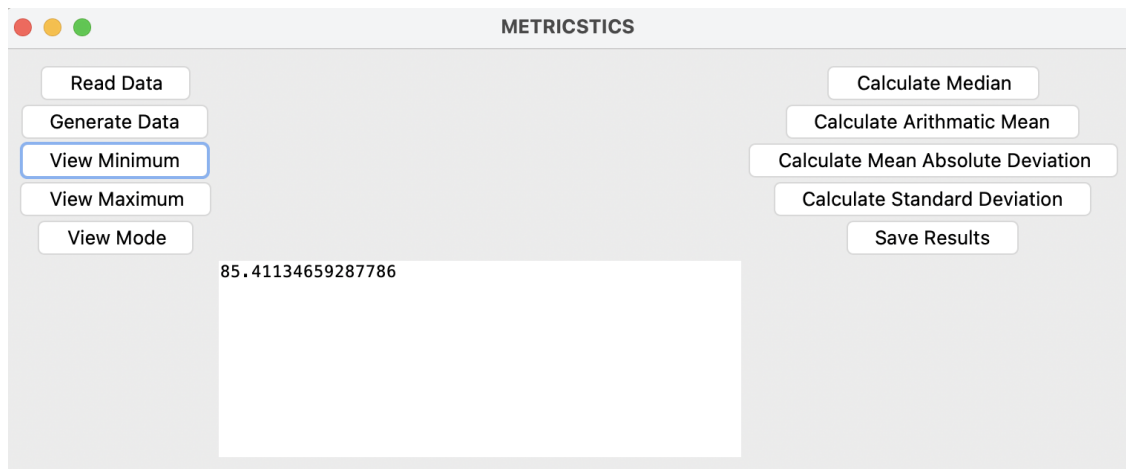 METRICSTICS
Read Data
Generate Data
View Minimum
View Maximum
View Mode
Calculate Median
Calculate Arithmatic Mean
Calculate Mean Absolute Deviation
Calculate Standard Deviation
Save Results
85.41134659287786